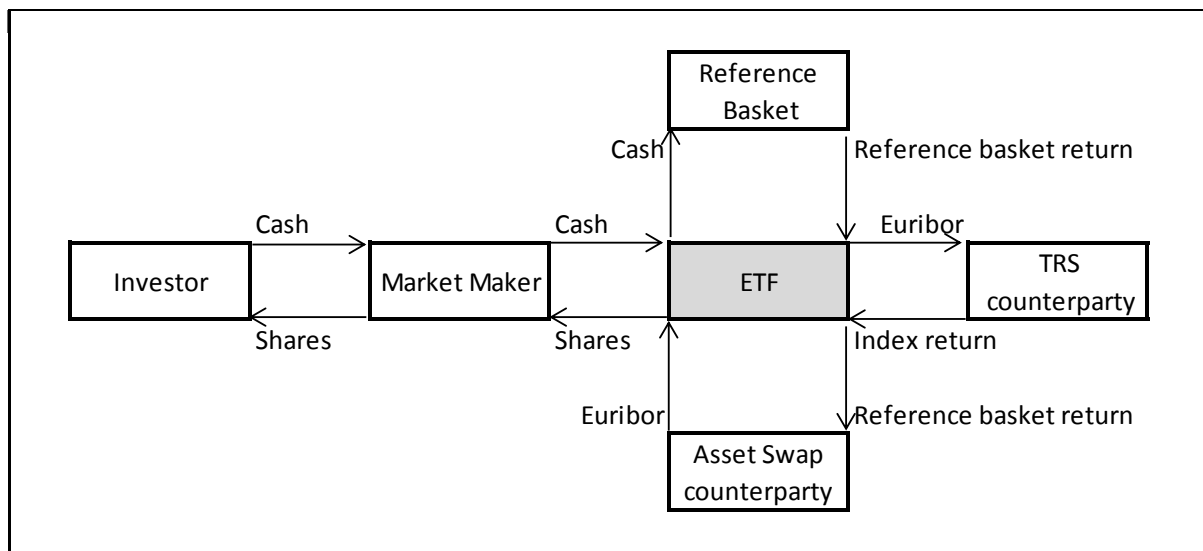 Reference
Basket
Cash
Reference basket return
Cash
Cash
Euribor
Investor
Market Maker
ETF
TRS
counterparty
Shares
Shares
Index return
Euribor
Reference basket return
Asset Swap
counterparty